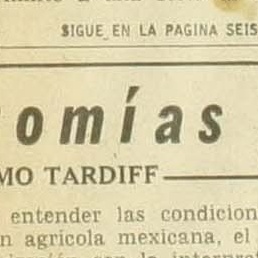 SIGUE EN LA PAGINA SEIS
omías
MO TARDIFF
entender las condicion
n agrícola mexicana, el